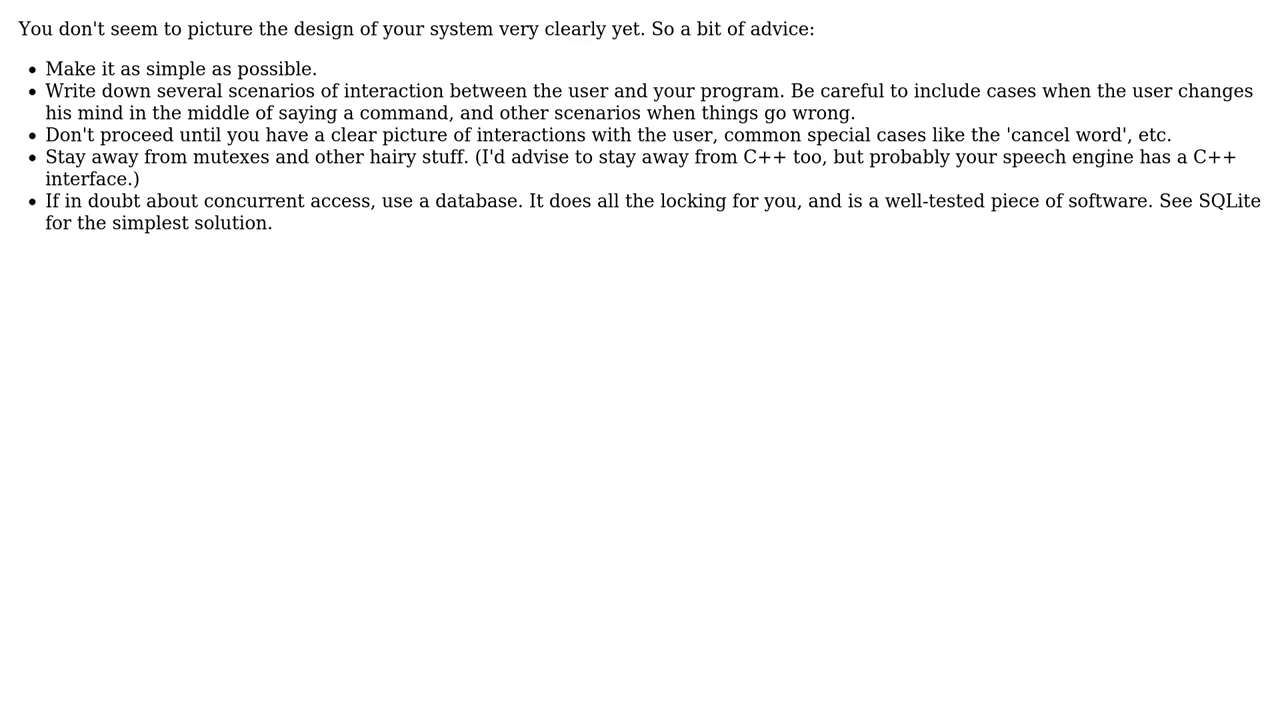 You don't seem to picture the design of your system very clearly yet. So a bit of advice:
• Make it as simple as possible.
• Write down several scenarios of interaction between the user and your program. Be careful to include cases when the user changes
his mind in the middle of saying a command, and other scenarios when things go wrong.
• Don't proceed until you have a clear picture of interactions with the user, common special cases like the 'cancel word', etc.
• Stay away from mutexes and other hairy stuff. (I'd advise to stay away from C++ too, but probably your speech engine has a C++
interface.)
• If in doubt about concurrent access, use a database. It does all the locking for you, and is a well-tested piece of software. See SQLite
for the simplest solution.